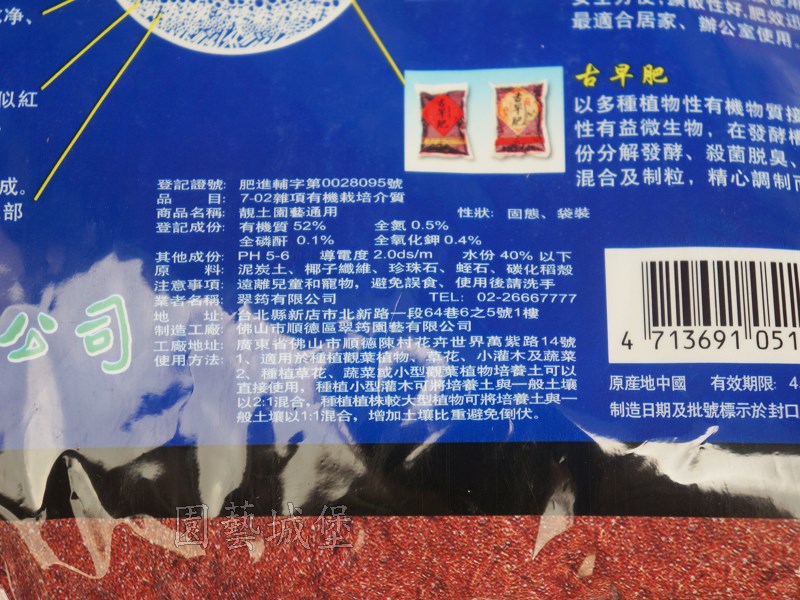 淨、
似紅
成。
部
公司
最適合居家、辦公室使用。
古早肥
以多種植物性有機物質接
性有益微生物，在發酵槽
份分解發酵、殺菌脫臭、
混合及制粒，精心調制而
登記證號: 肥進輔字第0028095號
品 目: 7-02雜項有機栽培介質
商品名稱: 靚土園藝通用 性狀: 固態、袋裝
登記成份: 有機質 52% 全氮 0.5%
全磷酐 0.1% 全氧化鉀 0.4%
其他成份: PH 5-6 導電度 2.0ds/m 水份 40% 以下
原 料: 泥炭土、椰子纖維、珍珠石、蛭石、碳化稻殼
注意事項: 遠離兒童和寵物，避免誤食、使用後請洗手
業者名稱: 翠筠有限公司 TEL: 02-26667777
地 址: 台北縣新店市北新路一段64巷6之5號1樓
制造工廠: 佛山市順德區翠筠園藝有限公司
工廠地址: 廣東省佛山市順德陳村花卉世界萬紫路14號
使用方法: 1、適用於種植觀葉植物、草花、小灌木及蔬菜
2、種植草花、蔬菜或小型觀葉植物培養土可以
直接使用，種植小型灌木可將培養土與一般土壤
以2:1混合，種植植株較大型植物可將培養土與一
般土壤以1:1混合，增加土壤比重避免倒伏。
4 713691 051
原産地中國 有效期限: 4
制造日期及批號標示於封口
園藝城堡